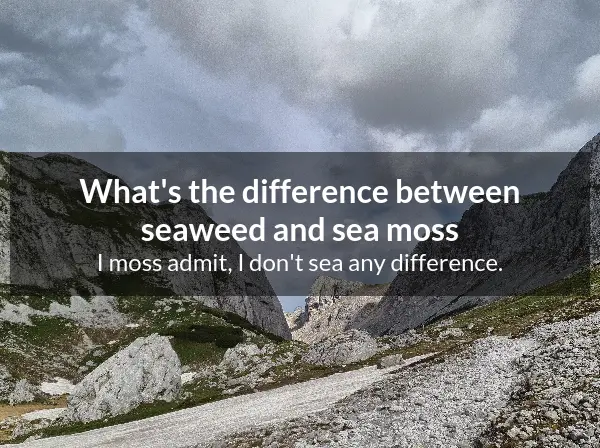 What's the difference between
seaweed and sea moss
I moss admit, I don't sea any difference.